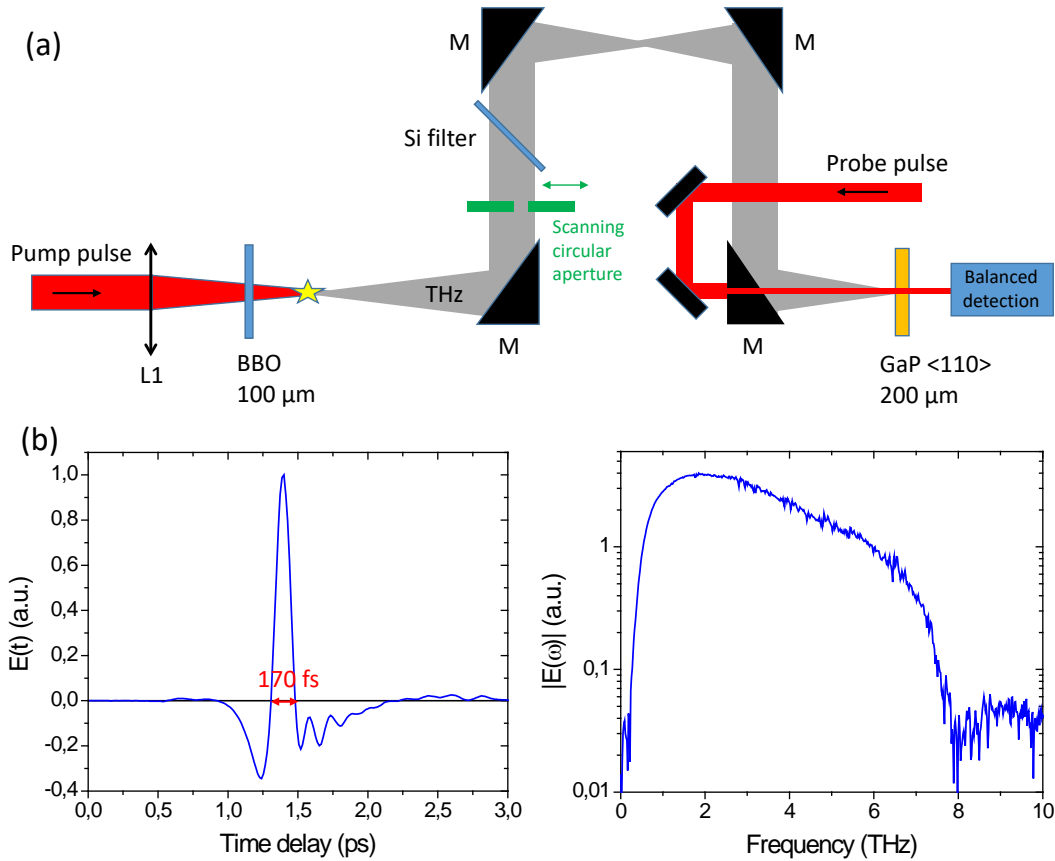 (a)
M
M
Si filter
Probe pulse
Scanning
circular
aperture
Pump pulse
THz
Balanced
detection
L1
BBO
100 μm
M
M
GaP <110>
200 μm
(b)
1,0
0,8
0,6
0,4
0,2
0,0
-0,2
-0,4
E(t) (a.u.)
170 fs
0,0
0,5
1,0
1,5
2,0
2,5
3,0
Time delay (ps)
1
0,1
0,01
|E(ω)| (a.u.)
0
2
4
6
8
10
Frequency (THz)